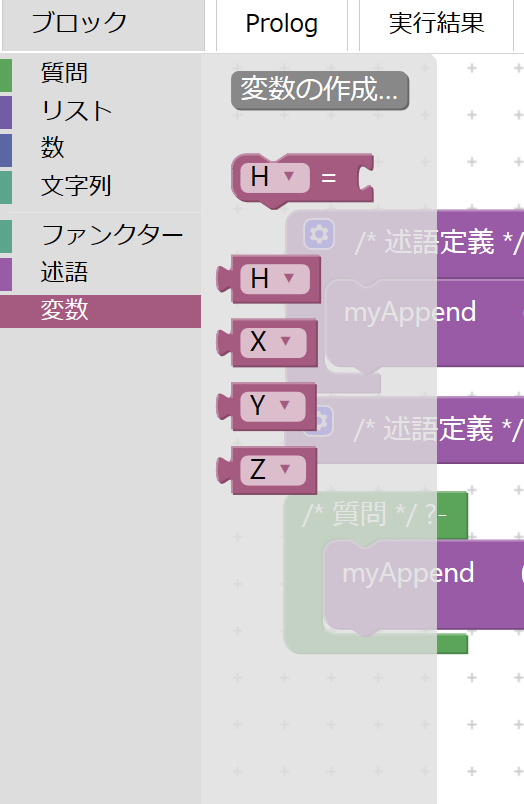 ブロック
Prolog
実行結果
質問
リスト
数
文字列
ファンクター
述語
変数
変数の作成...
H =
H
X
Y
Z
/* 述語定義 */
myAppend
/* 述語定義 */
/* 質問 */ ?-
myAppend (